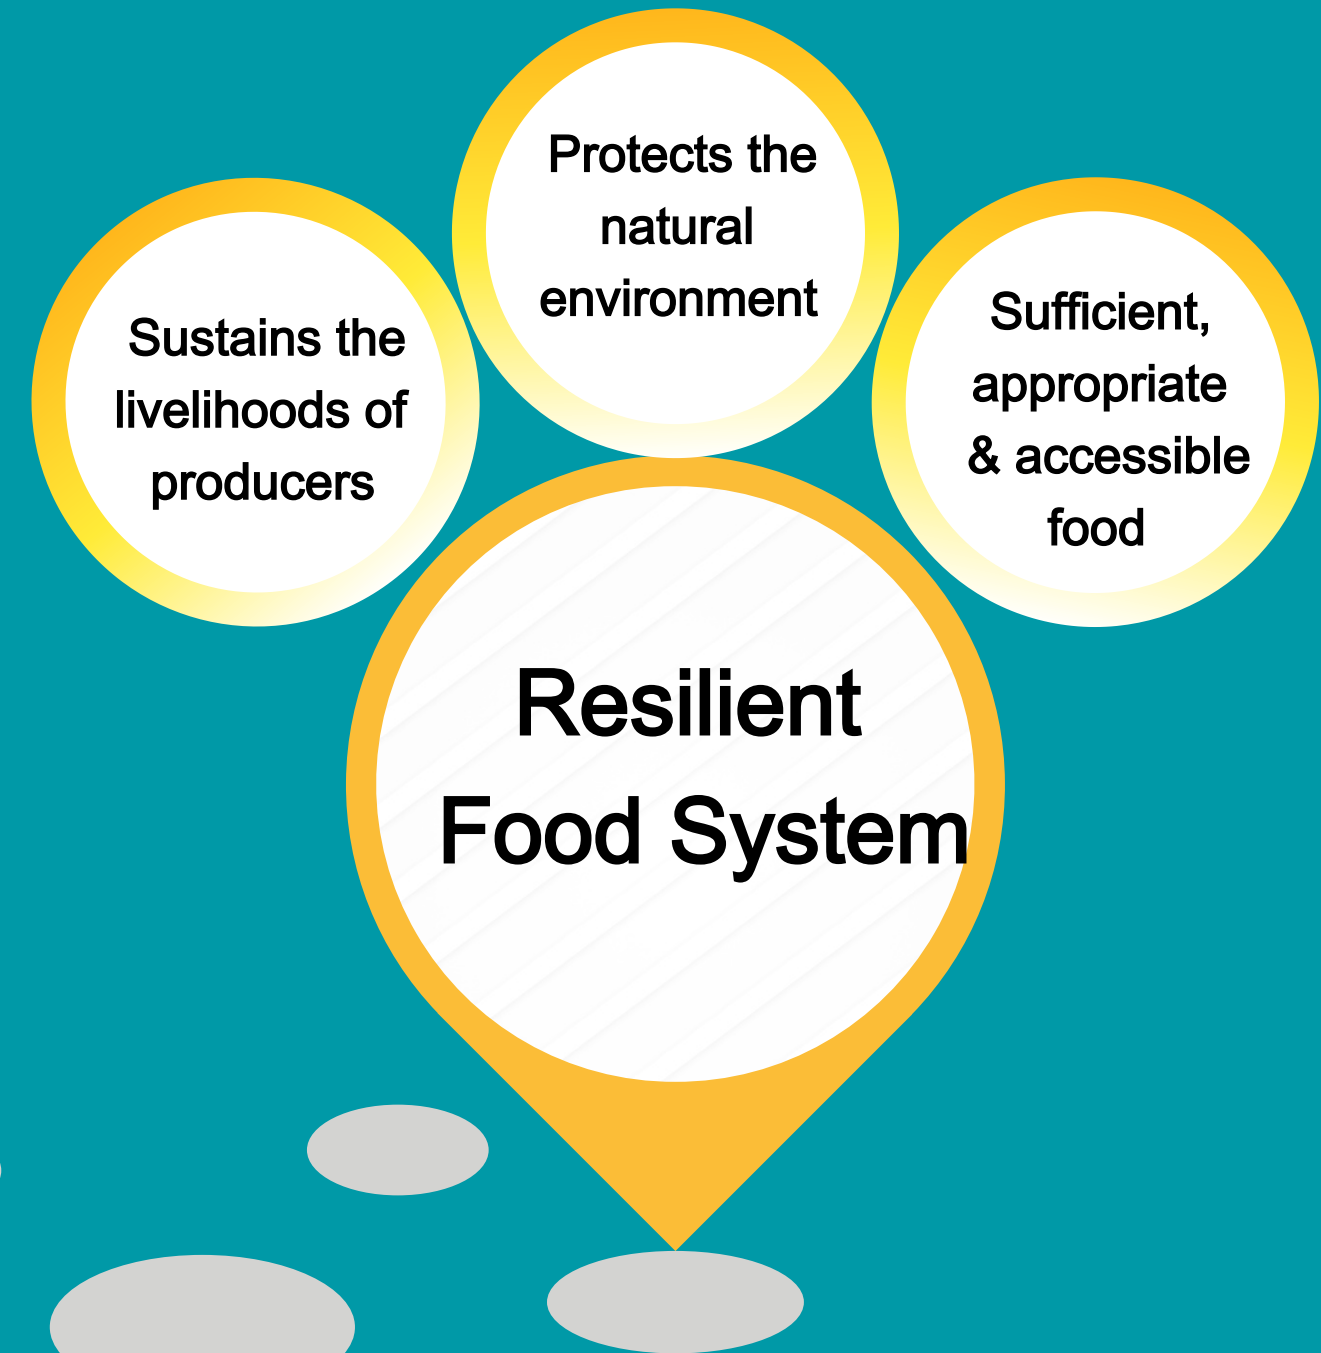 Protects the
natural
environment
Sustains the
livelihoods of
producers
Sufficient,
appropriate
& accessible
food
Resilient
Food System